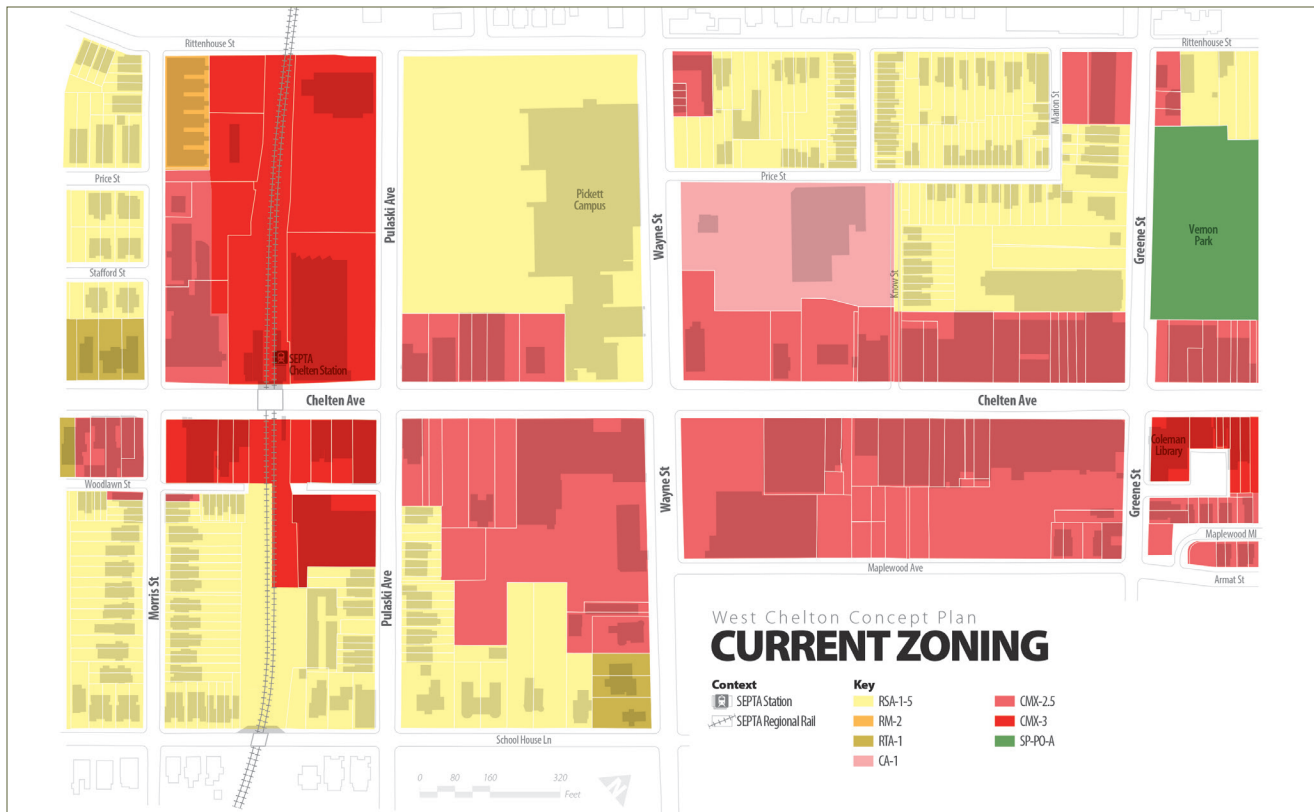 Rittenhouse St
Rittenhouse St
Marion St
Price St
Price St
Pulaski Ave
Pickett
Campus
Wayne St
Greene St
Vernon
Park
Stafford St
Know St
SEPTA
Chelten Station
Chelten Ave
Chelten Ave
Coleman
Library
Woodlawn St
Wayne St
Greene St
Maplewood Ml
Maplewood Ave
Armat St
Morris St
Pulaski Ave
West Chelton Concept Plan
CURRENT ZONING
Context
SEPTA Station
SEPTA Regional Rail
Key
RSA-1-5
RM-2
RTA-1
CA-1
CMX-2.5
CMX-3
SP-PO-A
School House Ln
0 80 160 320
Feet
N